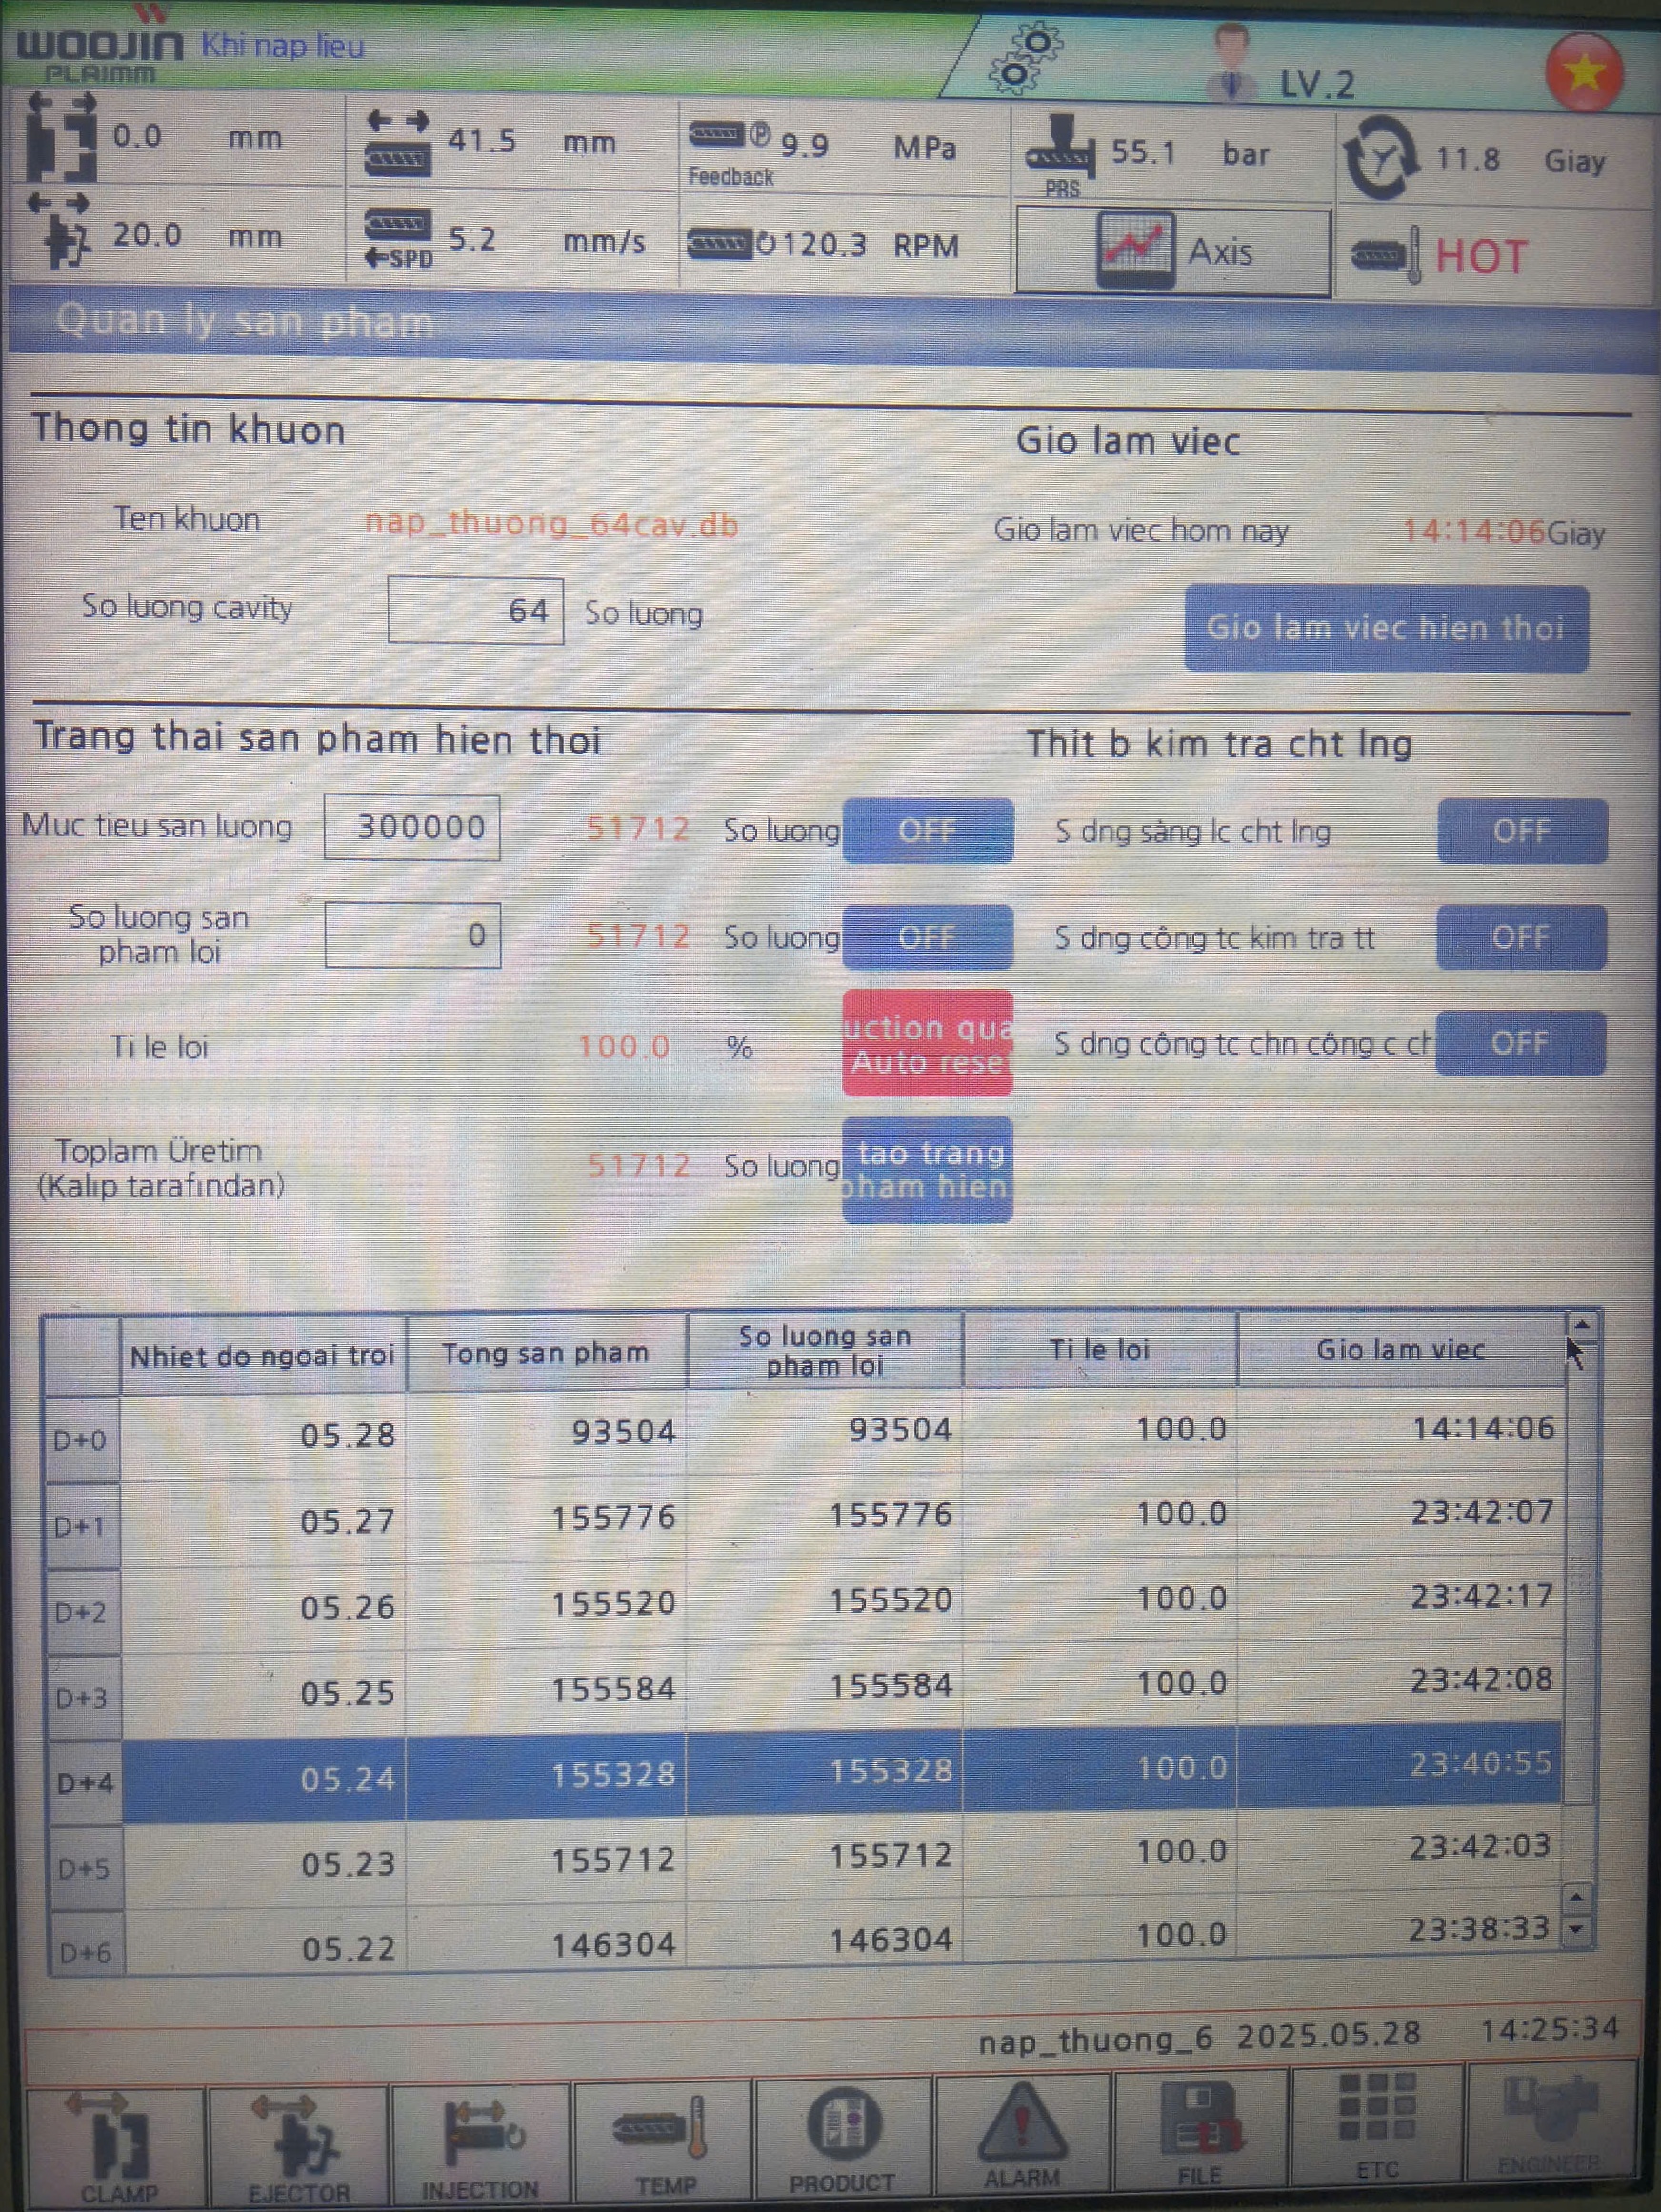 WOOJIN PLAIMM
Khi nap lieu
LV.2
0.0 mm
41.5 mm
Feedback 9.9 MPa
PRS 55.1 bar
11.8 Giay
20.0 mm
SPD 5.2 mm/s
120.3 RPM
Axis
HOT
Quan ly san pham
Thong tin khuon
Gio lam viec
Ten khuon nap_thuong_64cav.db
Gio lam viec hom nay 14:14:06Giay
So luong cavity 64 So luong
Gio lam viec hien thoi
Trang thai san pham hien thoi
Thit b kim tra cht lng
Muc tieu san luong 300000 51712 So luong OFF
S dng sàng lc cht lng OFF
So luong san
pham loi 0 51712 So luong OFF
S dng công tc kim tra tt OFF
Ti le loi 100.0 %
uction qua
Auto reset
S dng công tc chn công c ch OFF
Toplam Üretim
(Kalıp tarafından) 51712 So luong
tao trang
pham hien
Nhiet do ngoai troi Tong san pham So luong san pham loi Ti le loi Gio lam viec
D+0 05.28 93504 93504 100.0 14:14:06
D+1 05.27 155776 155776 100.0 23:42:07
D+2 05.26 155520 155520 100.0 23:42:17
D+3 05.25 155584 155584 100.0 23:42:08
D+4 05.24 155328 155328 100.0 23:40:55
D+5 05.23 155712 155712 100.0 23:42:03
D+6 05.22 146304 146304 100.0 23:38:33
nap_thuong_6 2025.05.28 14:25:34
CLAMP EJECTOR INJECTION TEMP PRODUCT ALARM FILE ETC ENGINEER